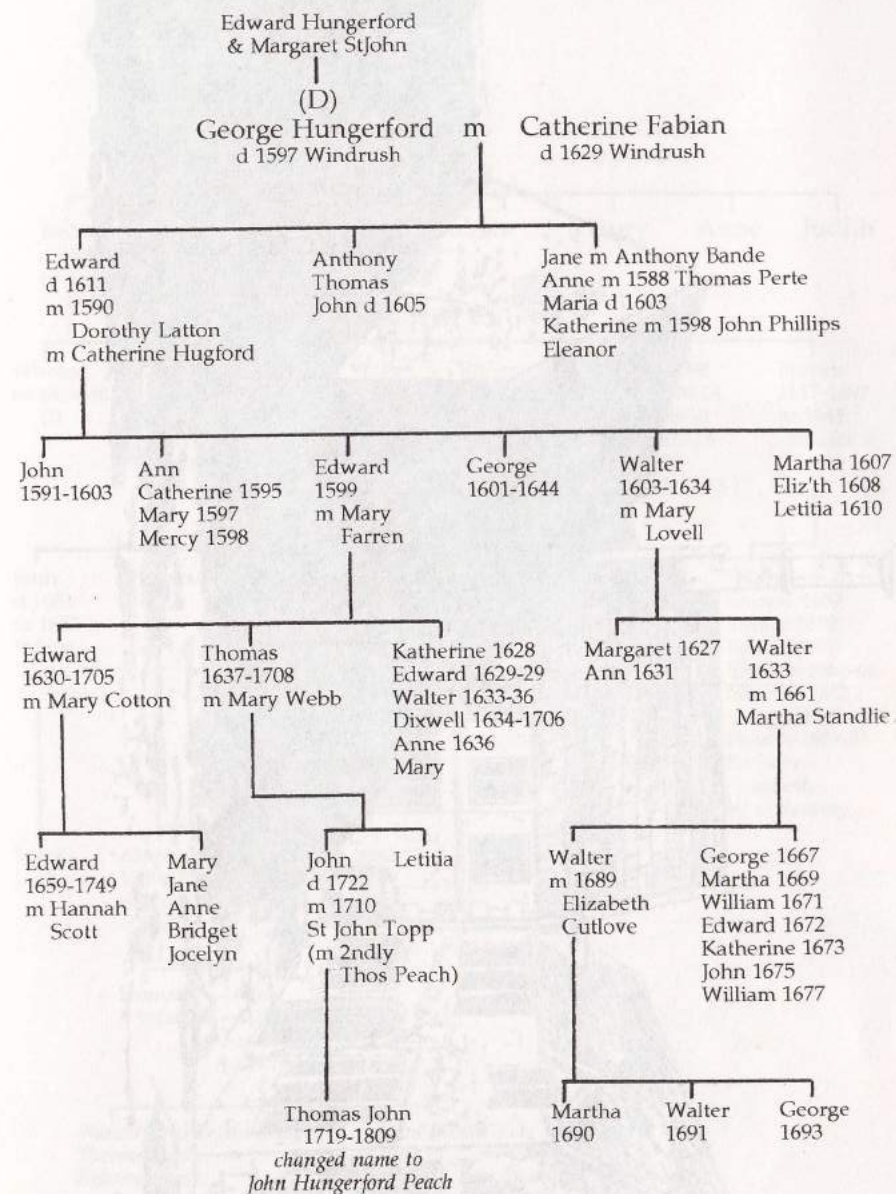 Edward Hungerford
& Margaret StJohn
(D)
George Hungerford m Catherine Fabian
d 1597 Windrush
d 1629 Windrush
Edward
d 1611
m 1590
Dorothy Latton
m Catherine Hugford
Anthony
Thomas
John d 1605
Jane m Anthony Bande
Anne m 1588 Thomas Perte
Maria d 1603
Katherine m 1598 John Phillips
Eleanor
John
1591-1603
Ann
Catherine 1595
Mary 1597
Mercy 1598
Edward
1599
m Mary
Farren
George
1601-1644
Walter
1603-1634
m Mary
Lovell
Martha 1607
Eliz'th 1608
Letitia 1610
Edward
1630-1705
m Mary Cotton
Thomas
1637-1708
m Mary Webb
Katherine 1628
Edward 1629-29
Walter 1633-36
Dixwell 1634-1706
Anne 1636
Mary
Margaret 1627
Ann 1631
Walter
1633
m 1661
Martha Standlie
Edward
1659-1749
m Hannah
Scott
Mary
Jane
Anne
Bridget
Jocelyn
John
d 1722
m 1710
St John Topp
(m 2ndly
Thos Peach)
Letitia
Walter
m 1689
Elizabeth
Cutlove
George 1667
Martha 1669
William 1671
Edward 1672
Katherine 1673
John 1675
William 1677
Thomas John
1719-1809
changed name to
John Hungerford Peach
Martha
1690
Walter
1691
George
1693